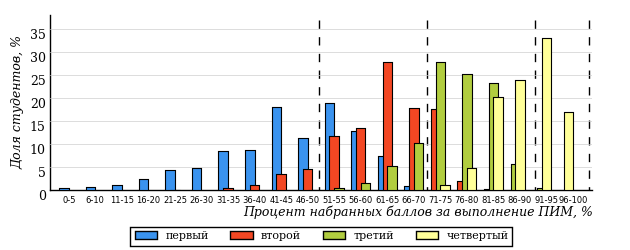 Доля студентов, %
35
30
25
20
15
10
5
0
0-5 6-10 11-15 16-20 21-25 26-30 31-35 36-40 41-45 46-50 51-55 56-60 61-65 66-70 71-75 76-80 81-85 86-90 91-95 96-100
Процент набранных баллов за выполнение ПИМ, %
первый второй третий четвертый